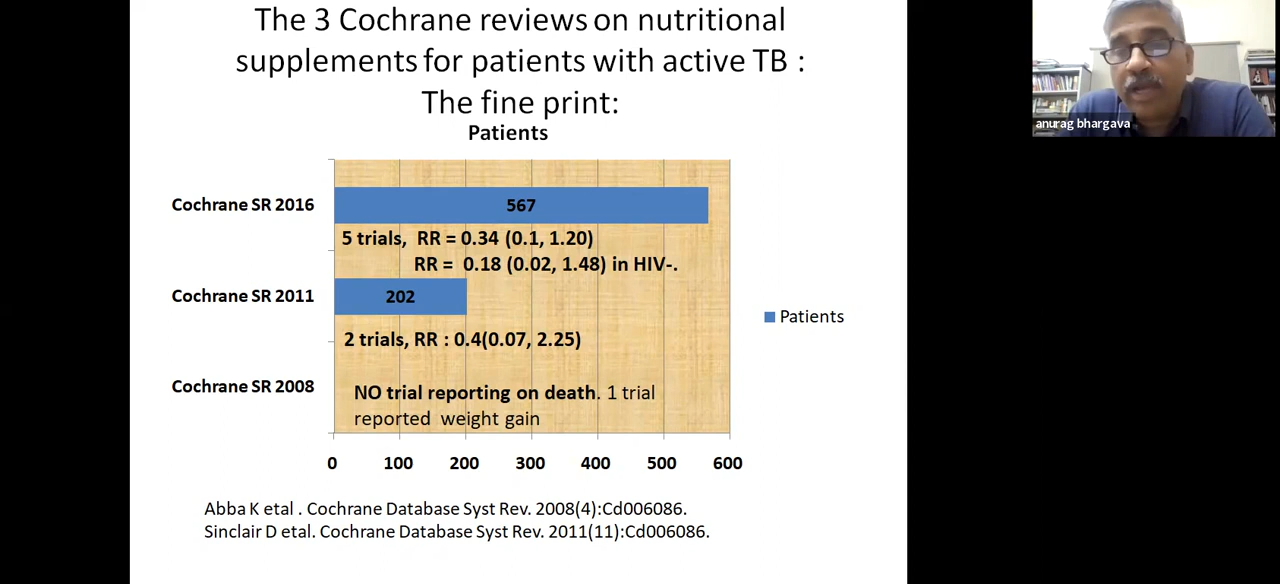 The 3 Cochrane reviews on nutritional
supplements for patients with active TB :
The fine print:
Patients
anurag bhargava
Cochrane SR 2016
567
5 trials, RR = 0.34 (0.1, 1.20)
RR = 0.18 (0.02, 1.48) in HIV-.
Cochrane SR 2011
202
Patients
2 trials, RR : 0.4(0.07, 2.25)
Cochrane SR 2008
NO trial reporting on death. 1 trial
reported weight gain
0 100 200 300 400 500 600
Abba K etal . Cochrane Database Syst Rev. 2008(4):Cd006086.
Sinclair D etal. Cochrane Database Syst Rev. 2011(11):Cd006086.